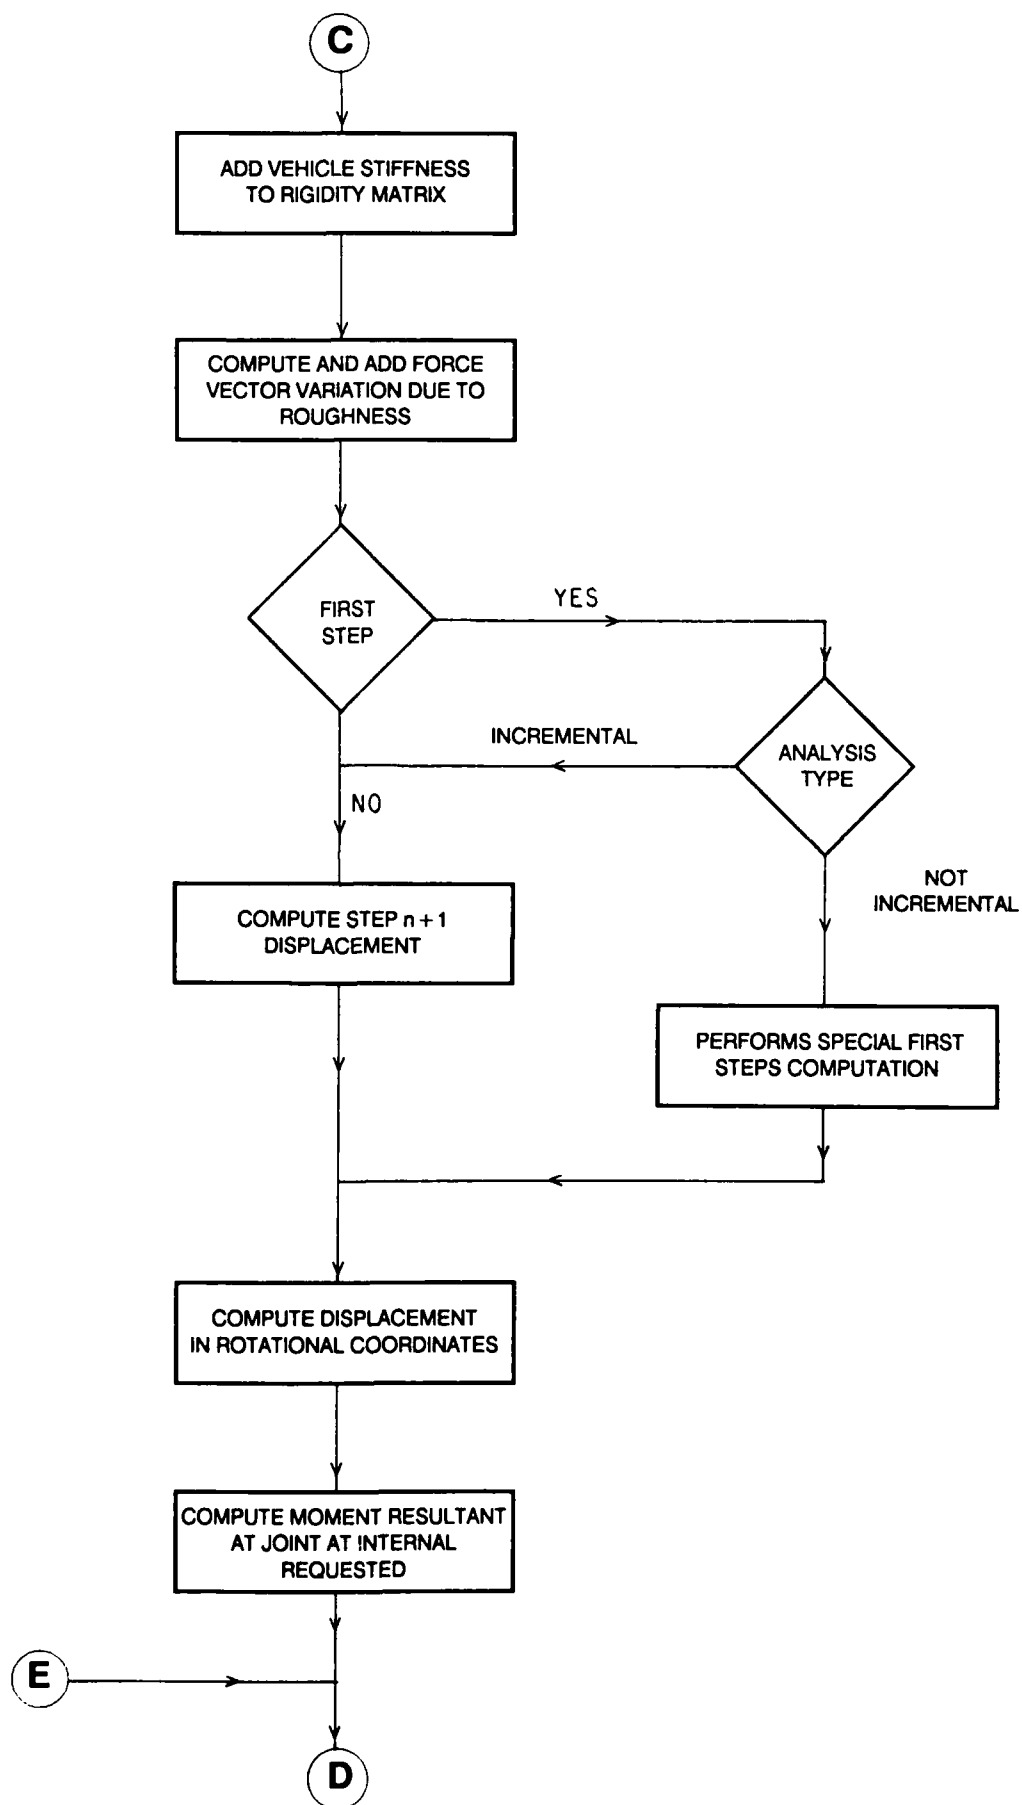 C
ADD VEHICLE STIFFNESS
TO RIGIDITY MATRIX
COMPUTE AND ADD FORCE
VECTOR VARIATION DUE TO
ROUGHNESS
FIRST
STEP
YES
ANALYSIS
TYPE
INCREMENTAL
NO
NOT
INCREMENTAL
COMPUTE STEP n + 1
DISPLACEMENT
PERFORMS SPECIAL FIRST
STEPS COMPUTATION
COMPUTE DISPLACEMENT
IN ROTATIONAL COORDINATES
COMPUTE MOMENT RESULTANT
AT JOINT AT INTERNAL
REQUESTED
E
D